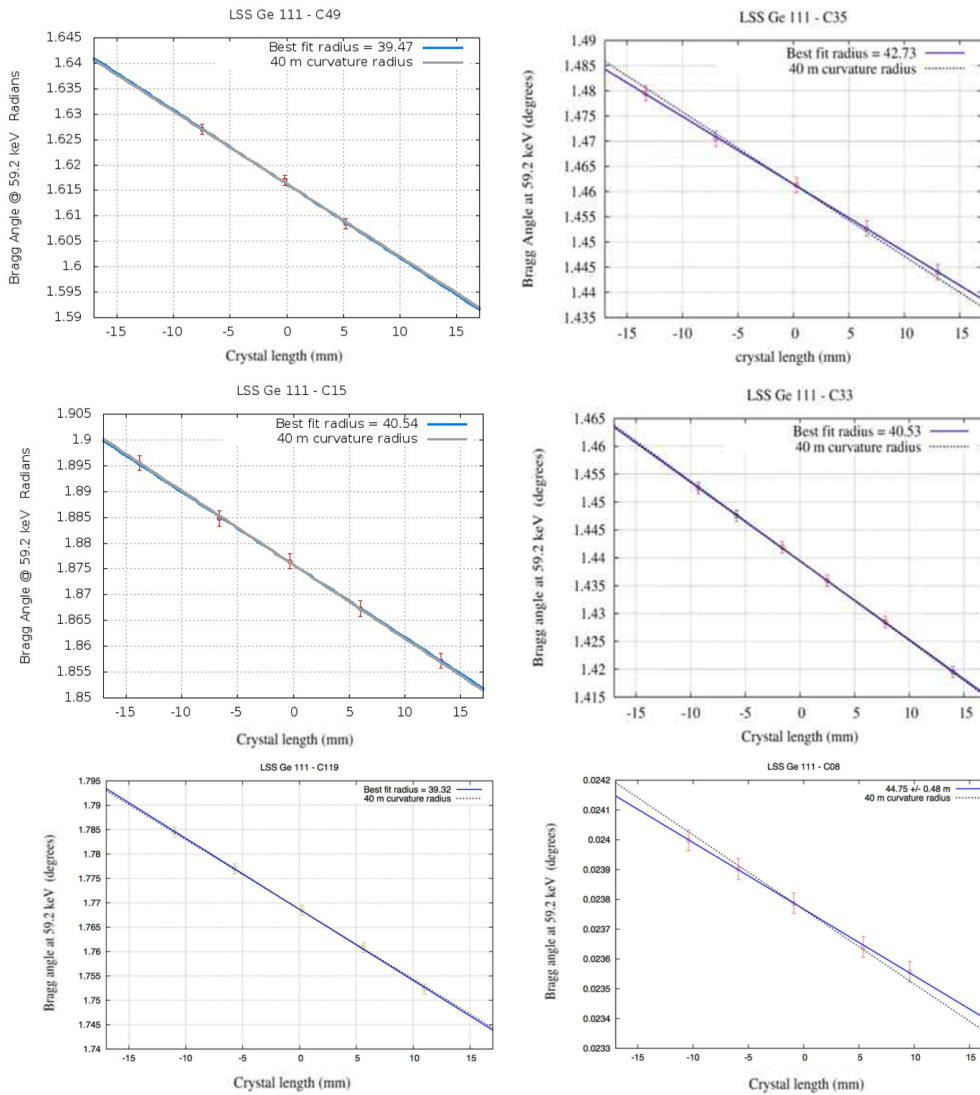 LSS Ge 111 - C49
Best fit radius = 39.47
40 m curvature radius
1.645
1.64
1.635
1.63
1.625
1.62
1.615
1.61
1.605
1.6
1.595
1.59
Bragg Angle @ 59.2 keV Radians
-15 -10 -5 0 5 10 15
Crystal length (mm)
LSS Ge 111 - C35
Best fit radius = 42.73
40 m curvature radius
1.49
1.485
1.48
1.475
1.47
1.465
1.46
1.455
1.45
1.445
1.44
1.435
Bragg Angle at 59.2 keV (degrees)
-15 -10 -5 0 5 10 15
crystal length (mm)
LSS Ge 111 - C15
Best fit radius = 40.54
40 m curvature radius
1.905
1.9
1.895
1.89
1.885
1.88
1.875
1.87
1.865
1.86
1.855
1.85
Bragg Angle @ 59.2 keV Radians
-15 -10 -5 0 5 10 15
Crystal length (mm)
LSS Ge 111 - C33
Best fit radius = 40.53
40 m curvature radius
1.465
1.46
1.455
1.45
1.445
1.44
1.435
1.43
1.425
1.42
1.415
Bragg angle at 59.2 keV (degrees)
-15 -10 -5 0 5 10 15
Crystal length (mm)
LSS Ge 111 - C119
Best fit radius = 39.32
40 m curvature radius
1.795
1.79
1.785
1.78
1.775
1.77
1.765
1.76
1.755
1.75
1.745
1.74
Bragg angle at 59.2 keV (degrees)
-15 -10 -5 0 5 10 15
Crystal length (mm)
LSS Ge 111 - C08
44.75 +/- 0.48 m
40 m curvature radius
0.0242
0.0241
0.024
0.0239
0.0238
0.0237
0.0236
0.0235
0.0234
0.0233
Bragg angle at 59.2 keV (degrees)
-15 -10 -5 0 5 10 15
Crystal length (mm)